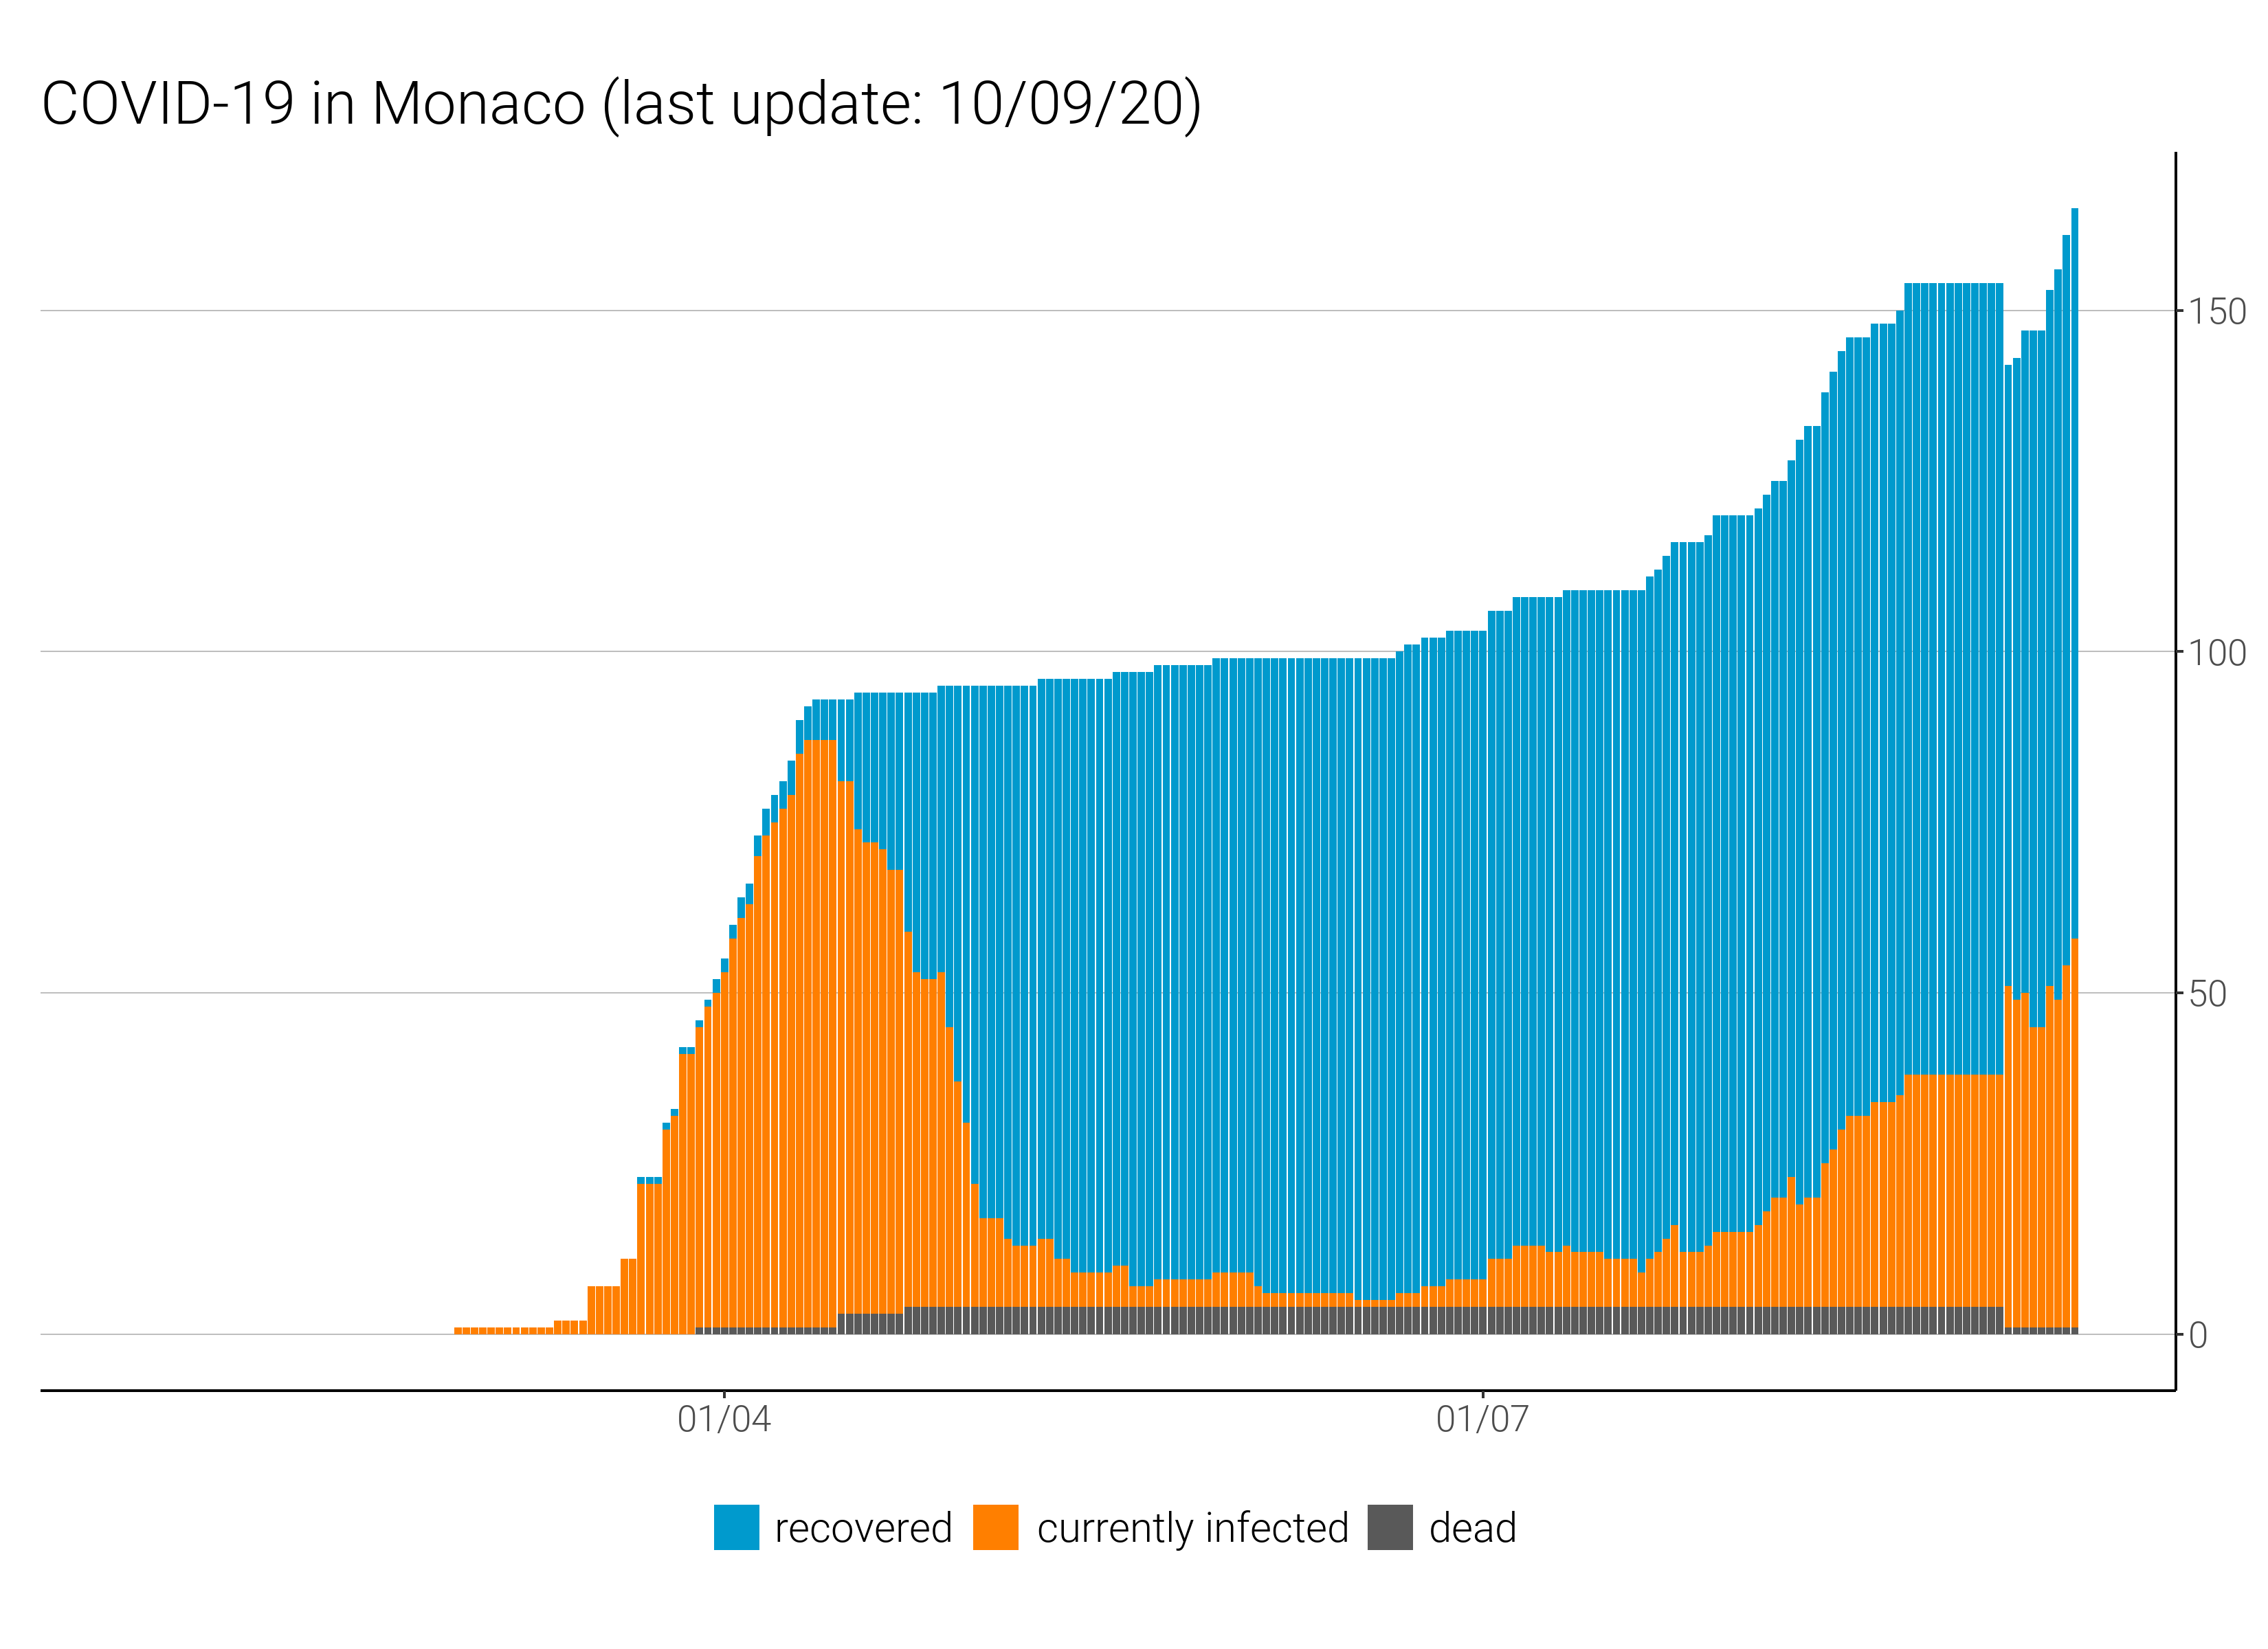 COVID-19 in Monaco (last update: 10/09/20)
150
100
50
0
01/04 01/07
recovered currently infected dead